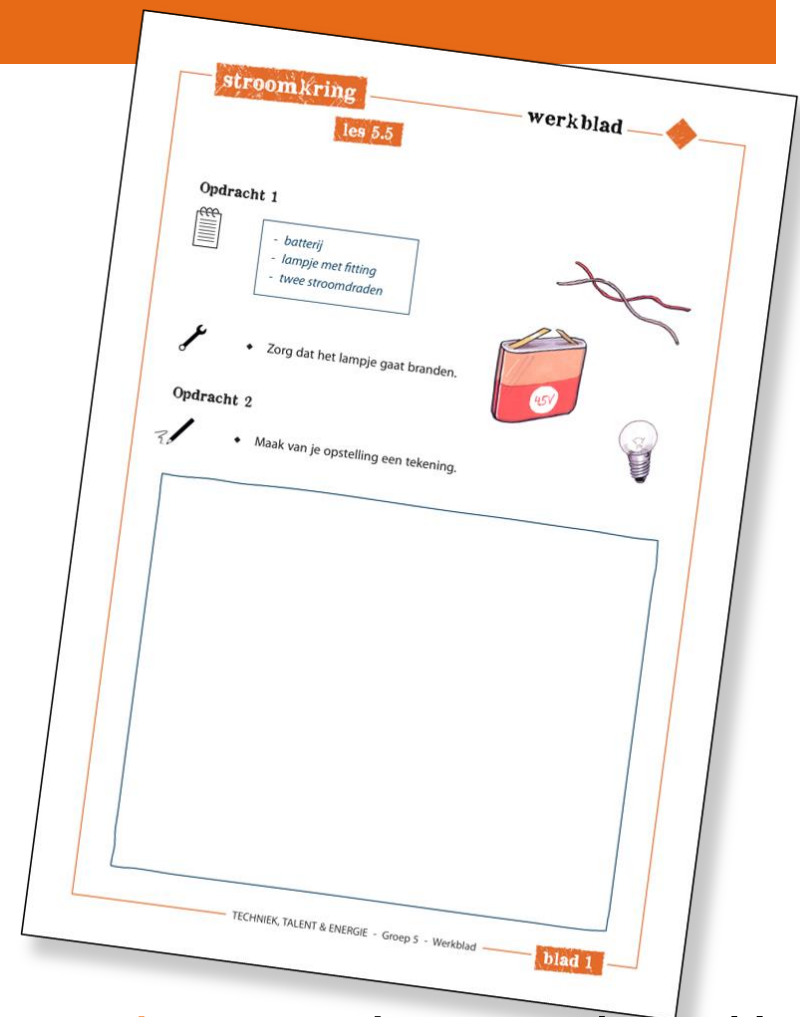 stroomkring
werkblad
les 5.5
Opdracht 1
- batterij
- lampje met fitting
- twee stroomdraden
Zorg dat het lampje gaat branden.
4,5V
Opdracht 2
Maak van je opstelling een tekening.
TECHNIEK, TALENT & ENERGIE - Groep 5 - Werkblad
blad 1